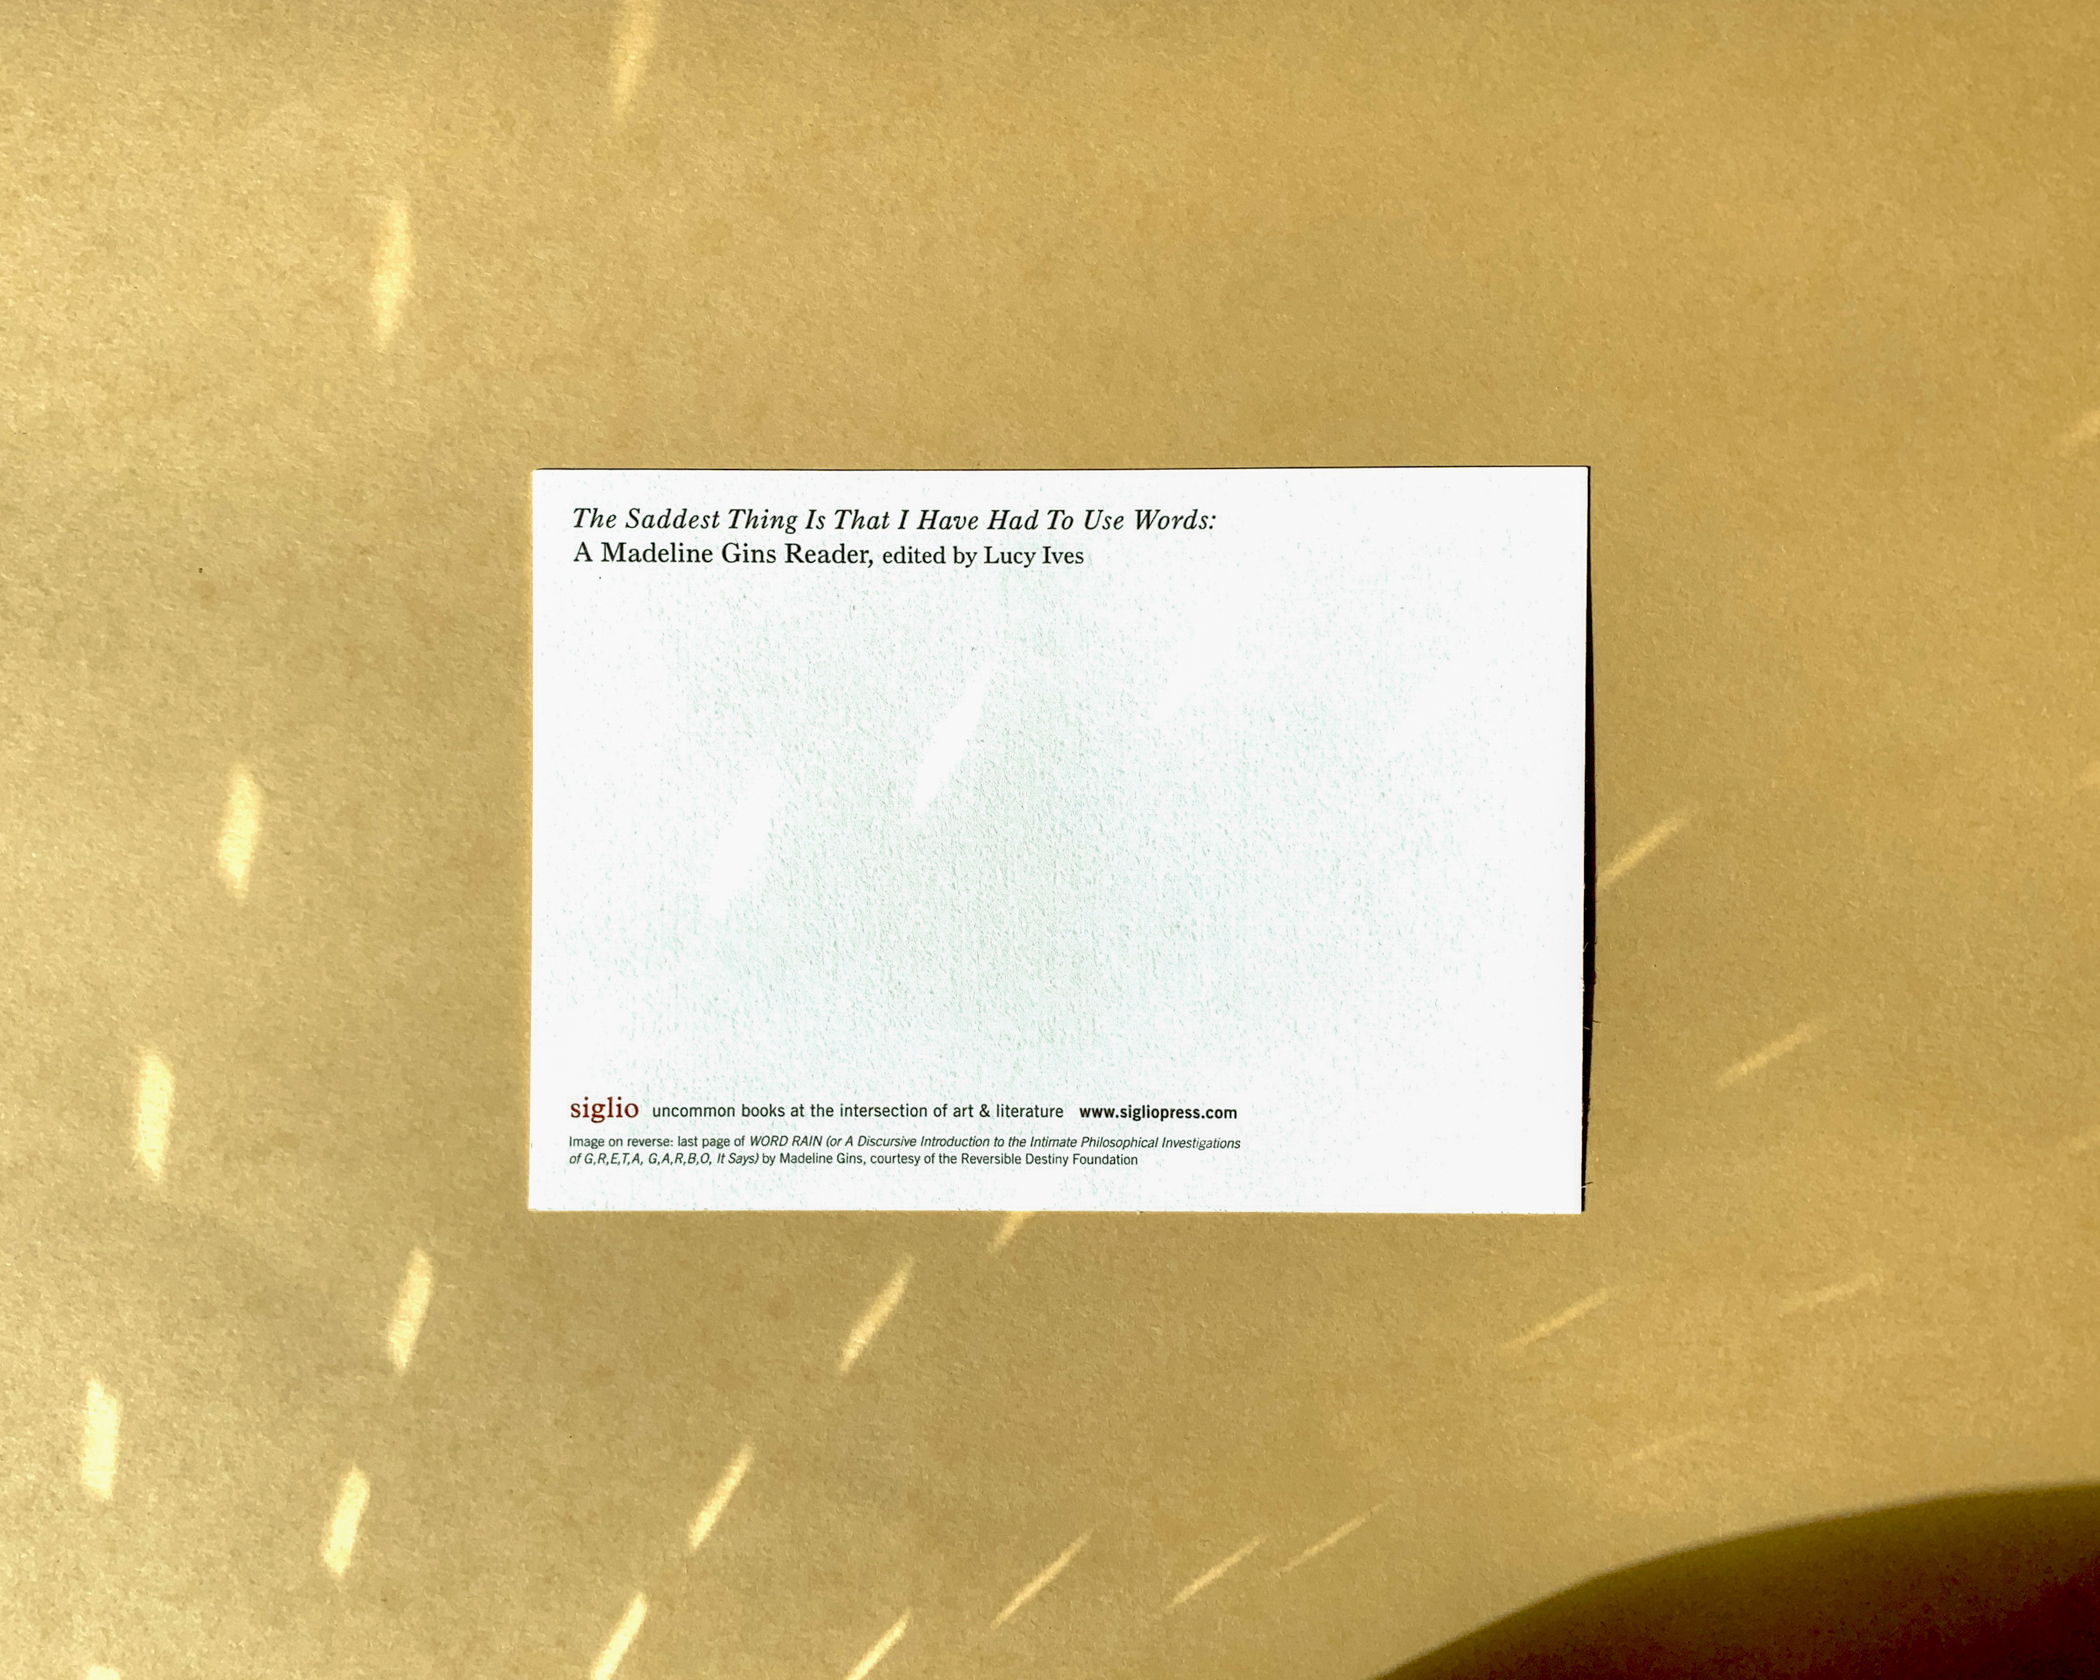 The Saddest Thing Is That I Have Had To Use Words:
A Madeline Gins Reader, edited by Lucy Ives
siglio uncommon books at the intersection of art & literature www.sigliopress.com
Image on reverse: last page of WORD RAIN (or A Discursive Introduction to the Intimate Philosophical Investigations
of G,R,E,T,A, G,A,R,B,O, It Says) by Madeline Gins, courtesy of the Reversible Destiny Foundation